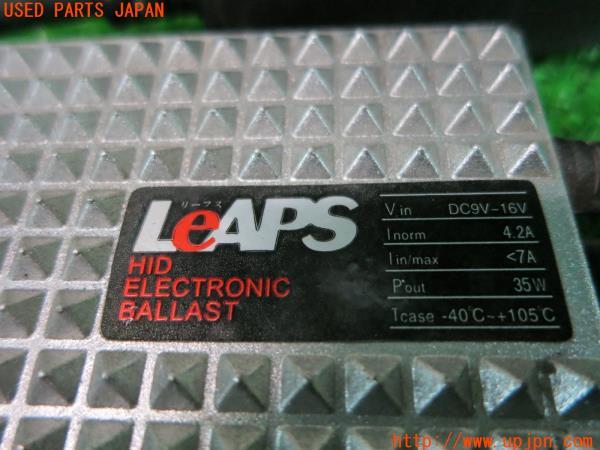 USED PARTS JAPAN
リープス
LeAPS
HID
ELECTRONIC
BALLAST
Vin DC9V-16V
Inorm 4.2A
Iin/max <7A
P'out 35W
Tcase -40℃~+105℃
http://www.upjpn.com/